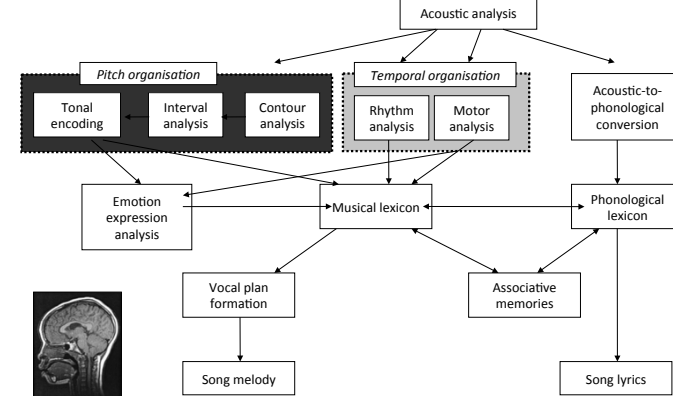 Acoustic analysis
Pitch organisation
Temporal organisation
Tonal
encoding
Interval
analysis
Contour
analysis
Rhythm
analysis
Motor
analysis
Acoustic-to-
phonological
conversion
Emotion
expression
analysis
Musical lexicon
Phonological
lexicon
Vocal plan
formation
Associative
memories
Song melody
Song lyrics